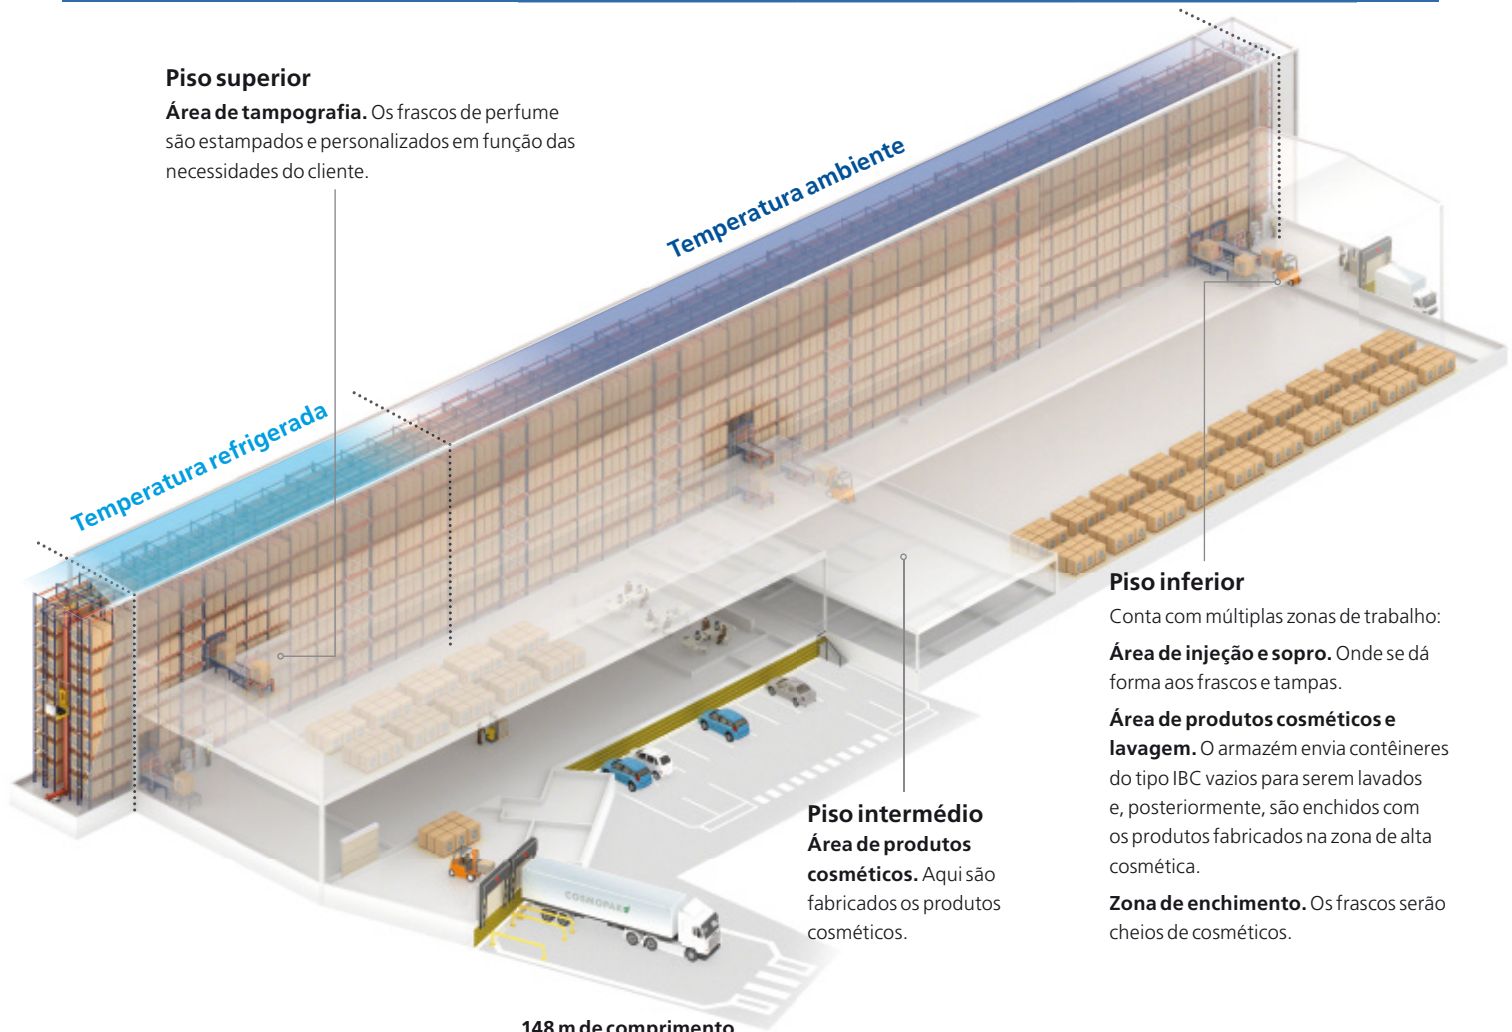 Piso superior
Área de tampografia. Os frascos de perfume
são estampados e personalizados em função das
necessidades do cliente.
Temperatura ambiente
Temperatura refrigerada
Piso inferior
Conta com múltiplas zonas de trabalho:
Área de injeção e sopro. Onde se dá
forma aos frascos e tampas.
Área de produtos cosméticos e
lavagem. O armazém envia contêineres
do tipo IBC vazios para serem lavados
e, posteriormente, são enchidos com
os produtos fabricados na zona de alta
cosmética.
Zona de enchimento. Os frascos serão
cheios de cosméticos.
Piso intermédio
Área de produtos
cosméticos. Aqui são
fabricados os produtos
cosméticos.
COSMOPAR
148 m de comprimento